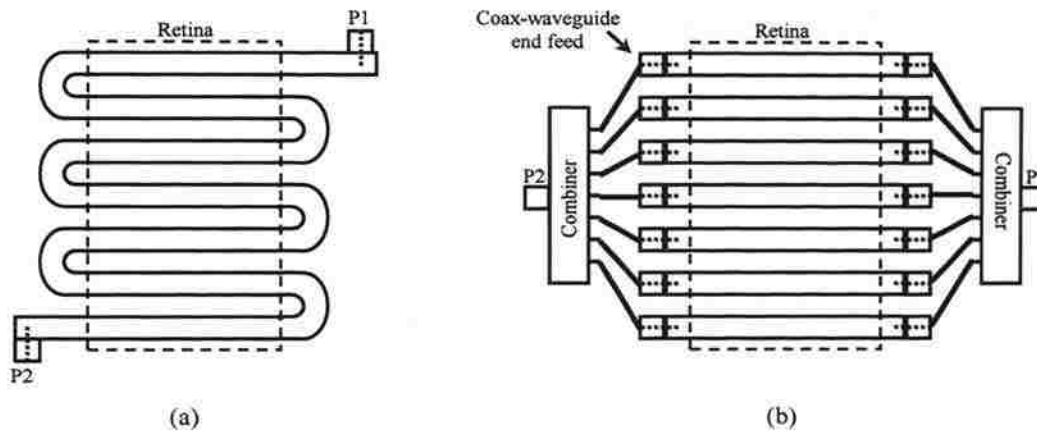 P1
Retina
P2
(a)
Coax-waveguide
end feed
Retina
P2
Combiner
Combiner
(b)